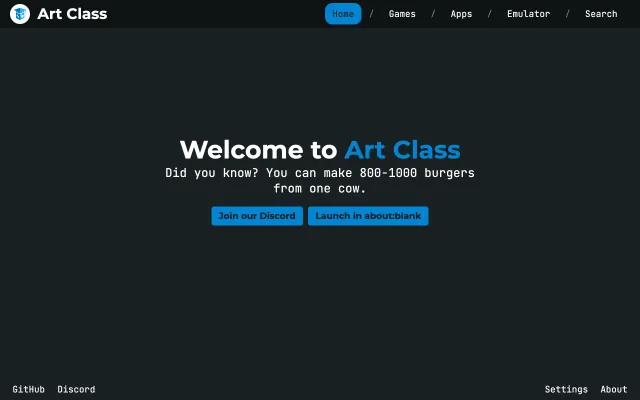 Art Class
Home / Games / Apps / Emulator / Search
Welcome to Art Class
Did you know? You can make 800-1000 burgers
from one cow.
Join our Discord Launch in about:blank
GitHub Discord Settings About